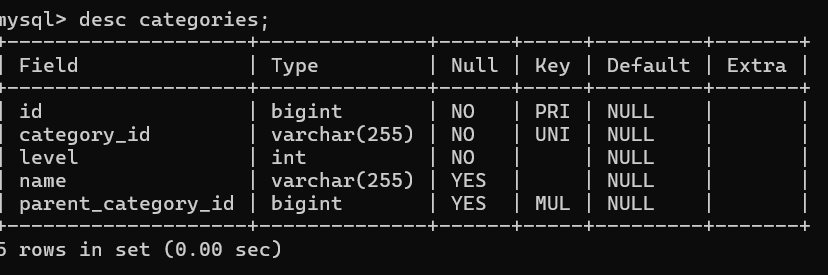 mysql> desc categories;
+--------------------+--------------+------+-----+---------+-------+
| Field              | Type         | Null | Key | Default | Extra |
+--------------------+--------------+------+-----+---------+-------+
| id                 | bigint       | NO   | PRI | NULL    |       |
| category_id        | varchar(255) | NO   | UNI | NULL    |       |
| level              | int          | NO   |     | NULL    |       |
| name               | varchar(255) | YES  |     | NULL    |       |
| parent_category_id | bigint       | YES  | MUL | NULL    |       |
+--------------------+--------------+------+-----+---------+-------+
5 rows in set (0.00 sec)